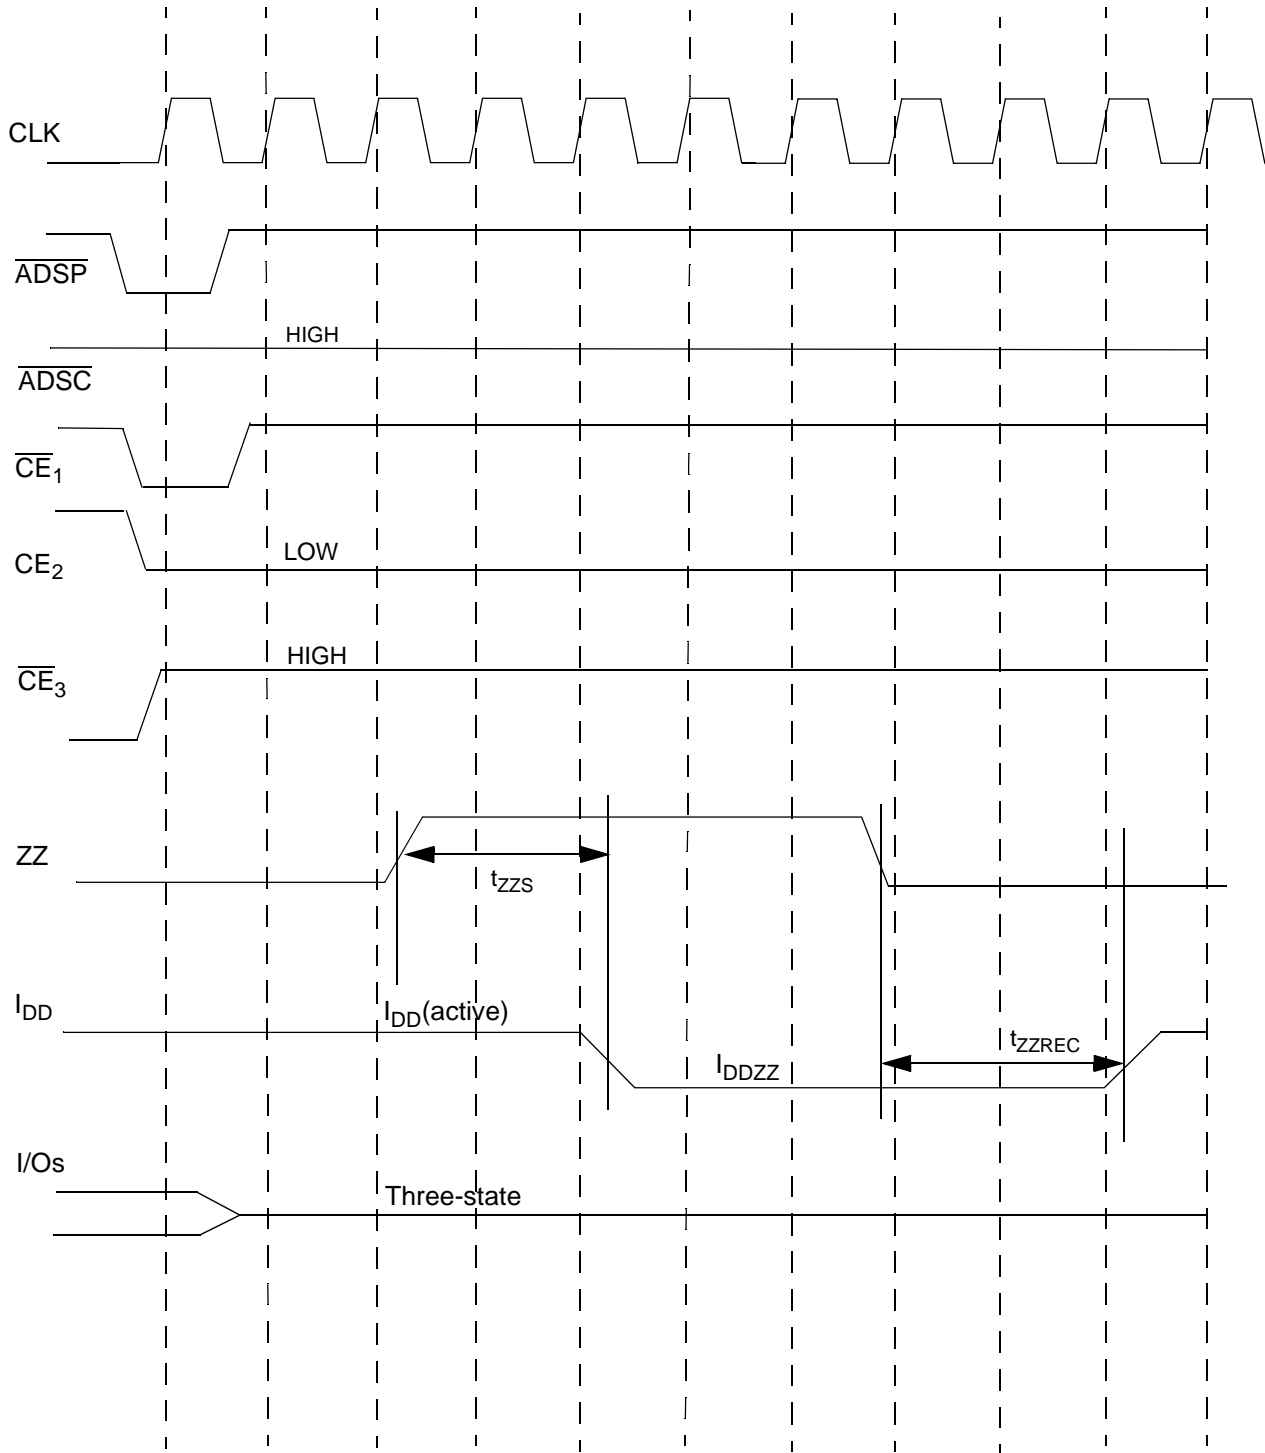 CLK
ADSP
HIGH
ADSC
CE1
LOW
CE2
HIGH
CE3
ZZ
tZZS
IDD
IDD(active)
tZZREC
IDDZZ
I/Os
Three-state